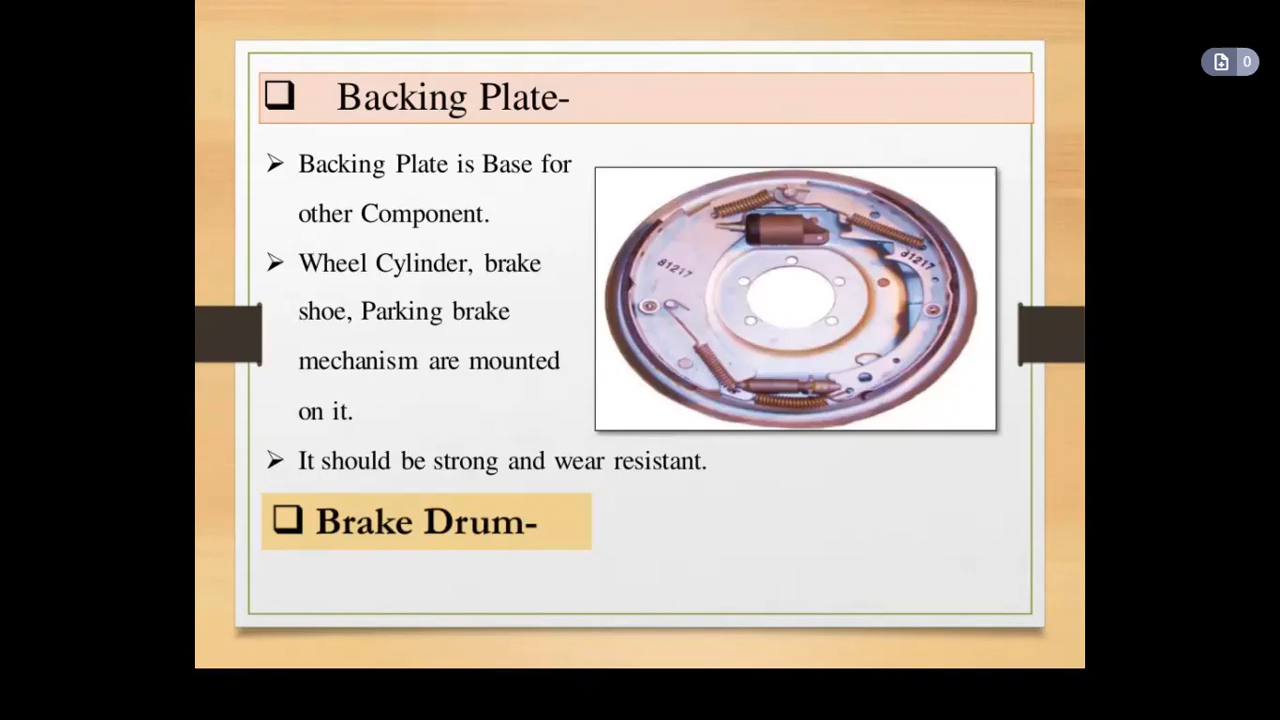 Backing Plate-
Backing Plate is Base for
other Component.
Wheel Cylinder, brake
shoe, Parking brake
mechanism are mounted
on it.
It should be strong and wear resistant.
Brake Drum-
81217
81217
0